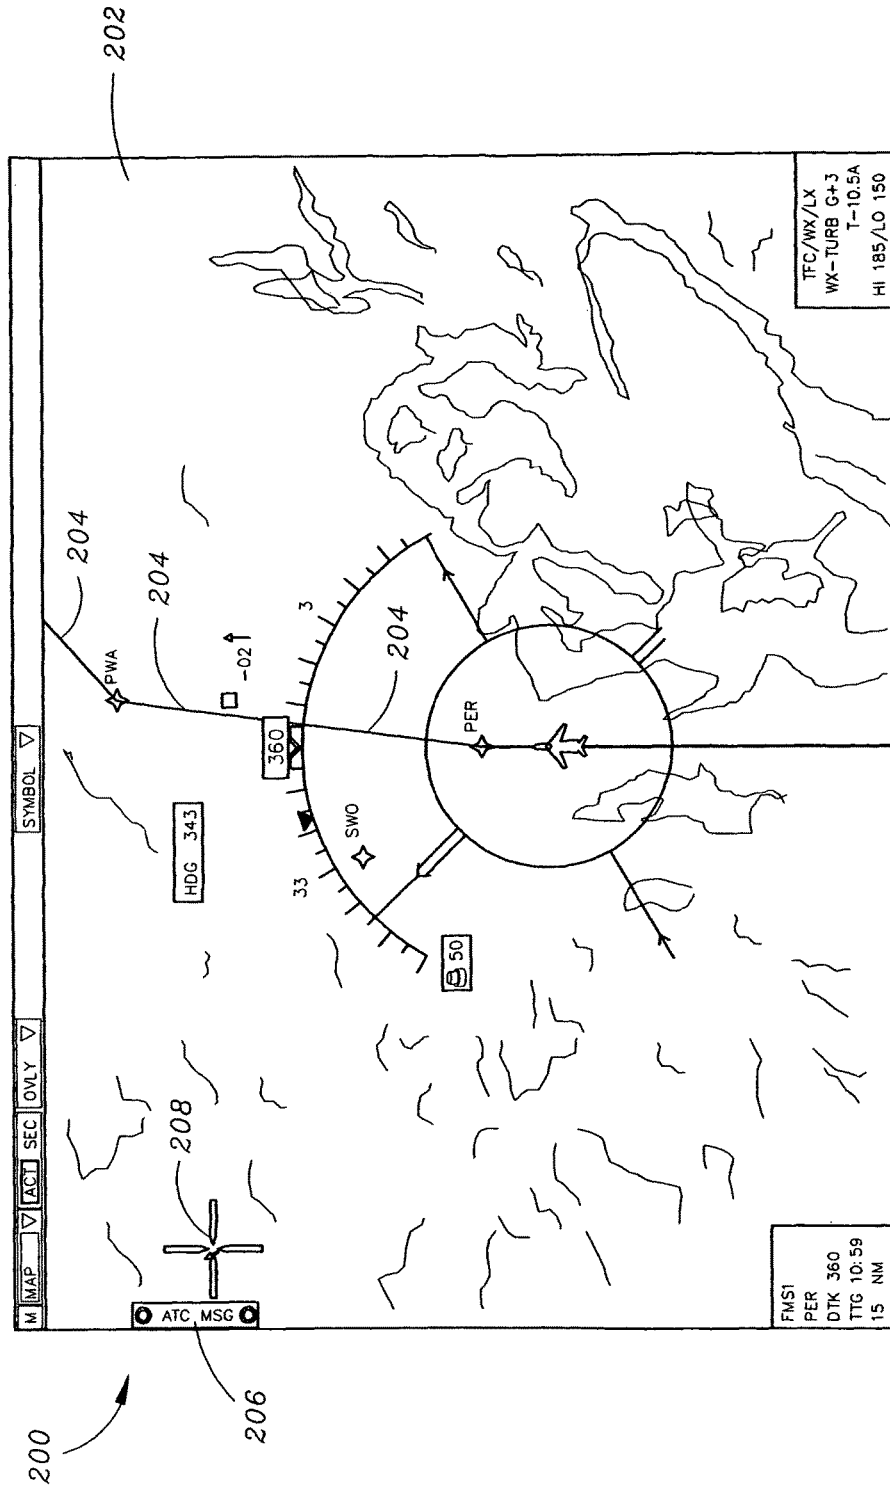 200
202
M MAP ▽ ACT SEC OVLY ▽ SYMBOL ▽
204
PWA
204
208
HDG 343
-02↑
ATC MSG
206
360
33
3
SWO
204
50
PER
FMS1
PER
DTK 360
TTG 10:59
15 NM
TFC/WX/LX
WX-TURB G+3
T-10.5A
HI 185/LO 150